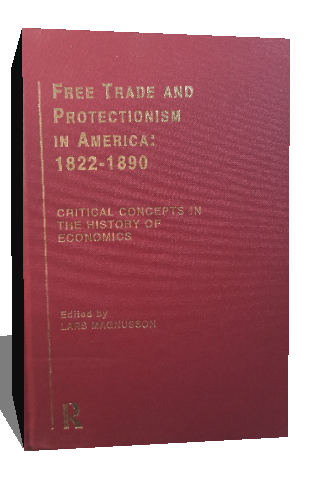 FREE TRADE AND
PROTECTIONISM
IN AMERICA:
1822-1890
CRITICAL CONCEPTS IN
THE HISTORY OF
ECONOMICS
Edited by
LARS MAGNUSSON
R